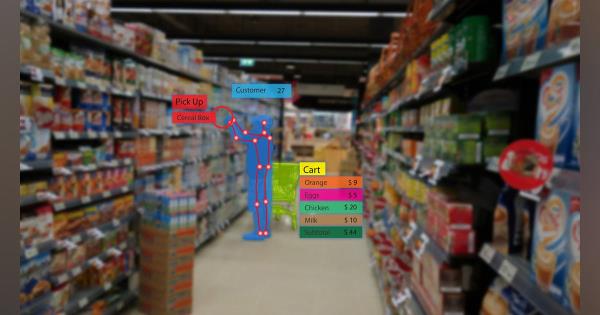 Customer 27
Pick Up
Cereal Box
Cart
Orange $ 9
Eggs $ 5
Chicken $ 20
Milk $ 10
Subtotal $ 44